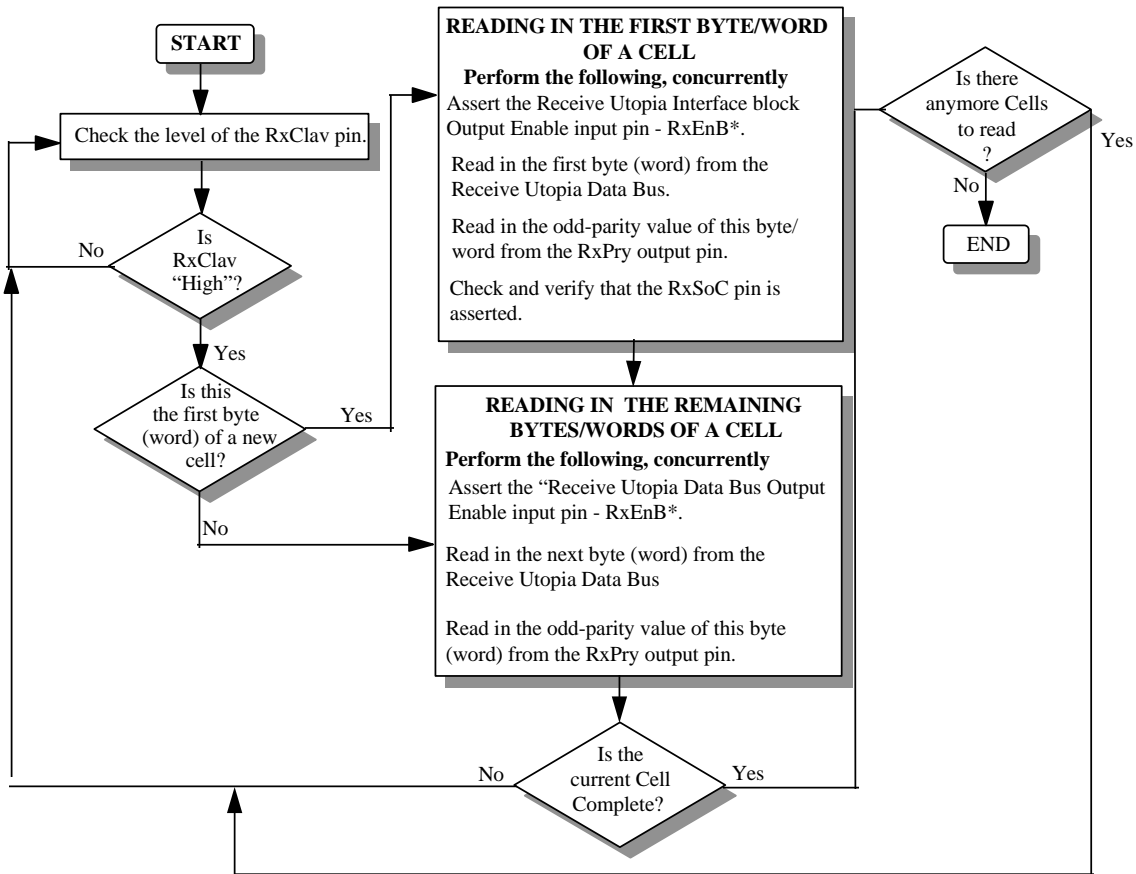 START
Check the level of the RxClav pin.
Is
RxClav
“High”?
No
Yes
Is this
the first byte
(word) of a new
cell?
Yes
No
READING IN THE FIRST BYTE/WORD
OF A CELL
Perform the following, concurrently
Assert the Receive Utopia Interface block
Output Enable input pin - RxEnB*.
Read in the first byte (word) from the
Receive Utopia Data Bus.
Read in the odd-parity value of this byte/
word from the RxPry output pin.
Check and verify that the RxSoC pin is
asserted.
READING IN THE REMAINING
BYTES/WORDS OF A CELL
Perform the following, concurrently
Assert the “Receive Utopia Data Bus Output
Enable input pin - RxEnB*.
Read in the next byte (word) from the
Receive Utopia Data Bus
Read in the odd-parity value of this byte
(word) from the RxPry output pin.
Is the
current Cell
Complete?
No
Yes
Is there
anymore Cells
to read
?
Yes
No
END